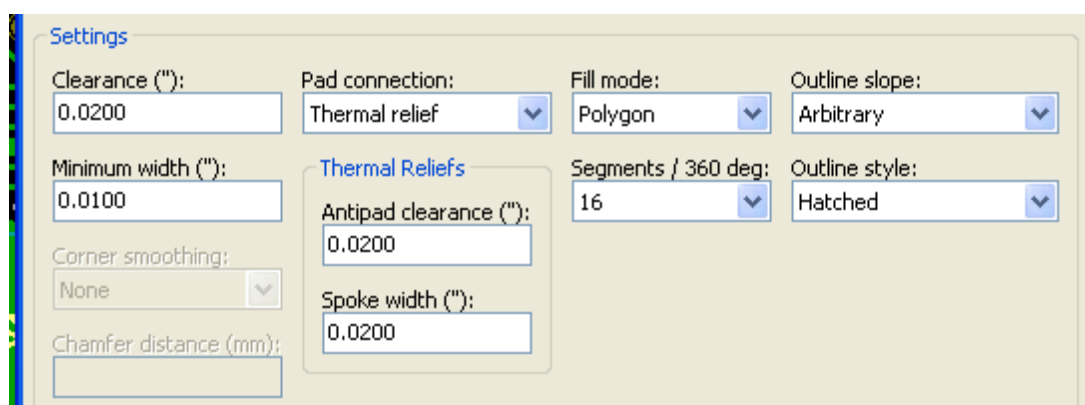 Settings
Clearance ("): Pad connection: Fill mode: Outline slope:
0.0200 Thermal relief Polygon Arbitrary
Minimum width ("): Thermal Reliefs Segments / 360 deg: Outline style:
0.0100 16 Hatched
Antipad clearance ("):
0.0200
Corner smoothing:
None
Spoke width ("):
0.0200
Chamfer distance (mm):